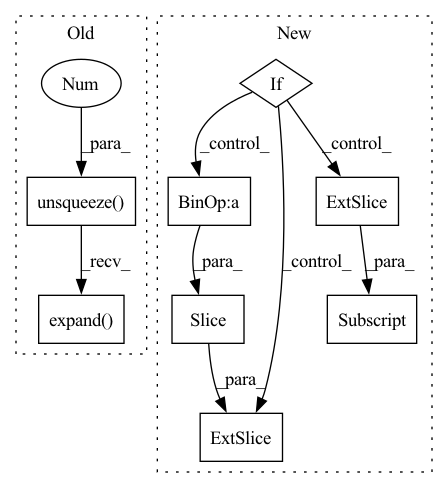 Old
New
Num
If
_para_
_control_
_control_
unsqueeze()
BinOp:a
ExtSlice
_recv_
_para_
_control_
_para_
expand()
Slice
Subscript
_para_
ExtSlice